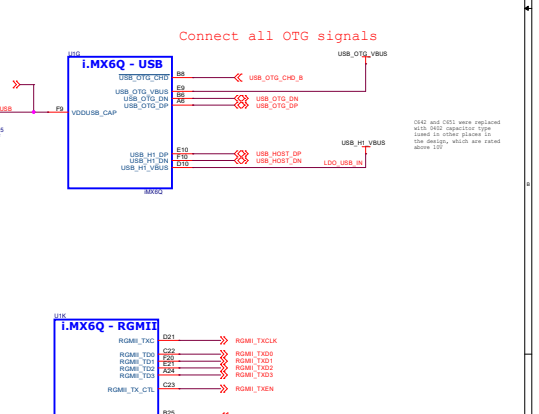 Connect all OTG signals
U1G
i.MX6Q - USB
USB_OTG_VBUS
USB_OTG_CHD B8 USB_OTG_CHD_B
USB_OTG_VBUS E9
USB_OTG_DN B6 USB_OTG_DN
USB_OTG_DP A6 USB_OTG_DP
USB F9 VDDUSB_CAP
C642 and C651 were replaced
with 0402 capacitor type
iused in other places in
the design, which are rated
above 10V
USB_H1_VBUS
USB_H1_DP E10 USB_HOST_DP
USB_H1_DN F10 USB_HOST_DN
USB_H1_VBUS D10 LDO_USB_IN
iMX6Q
B
U1K
i.MX6Q - RGMII
RGMII_TXC D21 RGMII_TXCLK
RGMII_TD0 C22 RGMII_TXD0
RGMII_TD1 F20 RGMII_TXD1
RGMII_TD2 E21 RGMII_TXD2
RGMII_TD3 A24 RGMII_TXD3
RGMII_TX_CTL C23 RGMII_TXEN
B25